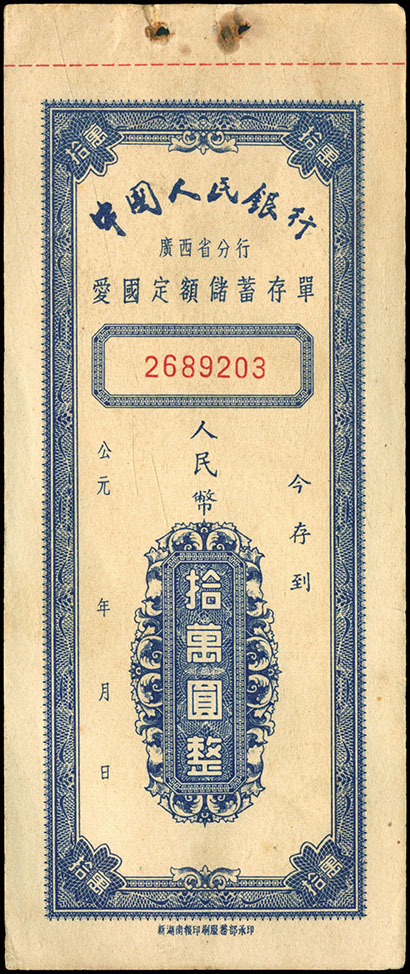 拾萬
拾萬
中國人民銀行
廣西省分行
愛國定額儲蓄存單
2689203
今存到
人民幣
拾萬圓整
公元 年 月 日
拾萬
拾萬
新湖南報印刷廠營部承印